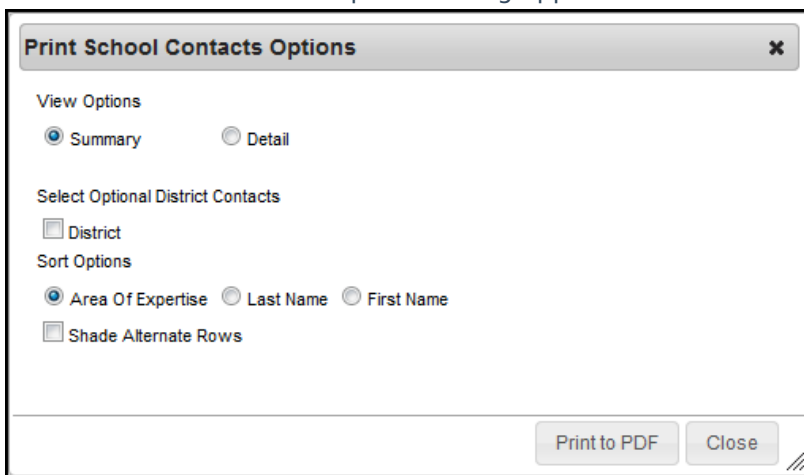 Print School Contacts Options
View Options
Summary Detail
Select Optional District Contacts
District
Sort Options
Area Of Expertise Last Name First Name
Shade Alternate Rows
Print to PDF Close